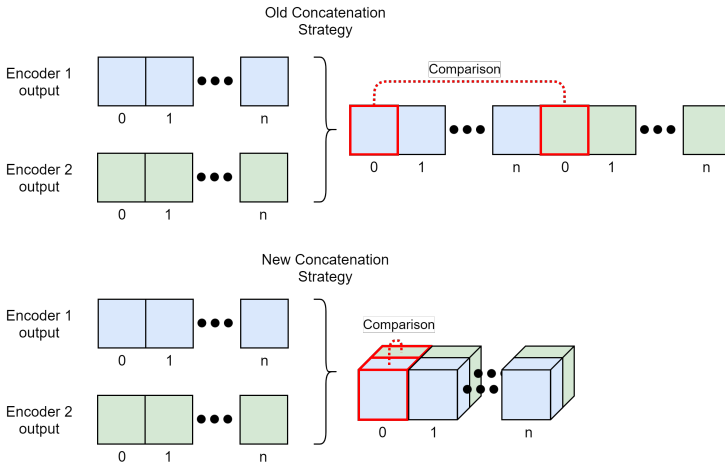 Old Concatenation
Strategy
Encoder 1
output
0 1 n
Comparison
0 1 n 0 1 n
Encoder 2
output
0 1 n
New Concatenation
Strategy
Encoder 1
output
0 1 n
Comparison
0 1 n
Encoder 2
output
0 1 n